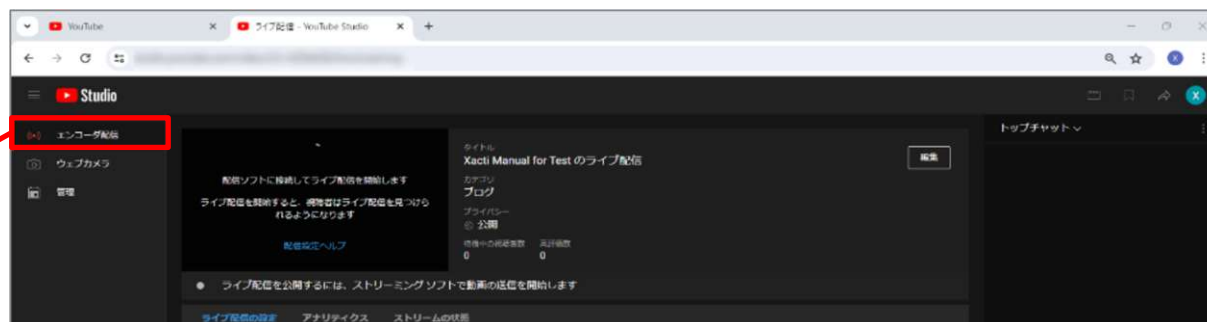 YouTube
ライブ配信 - YouTube Studio
Studio
X
エンコーダ配信
ウェブカメラ
管理
配信ソフトに接続してライブ配信を開始します
ライブ配信を開始すると、視聴者はライブ配信を見つけら
れるようになります
配信設定ヘルプ
タイトル
Xacti Manual for Test のライブ配信
カテゴリ
ブログ
プライバシー
公開
待機中の視聴者数 高評価数
0 0
編集
トップチャット
ライブ配信を公開するには、ストリーミング ソフトで動画の送信を開始します
ライブ配信の設定 アナリティクス ストリームの状態